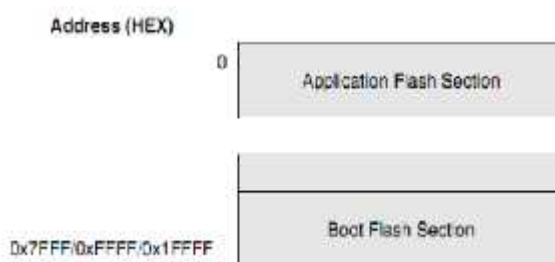 Address (HEX)
0
Application Flash Section
Boot Flash Section
0x7FFF/0xFFFF/0x1FFFF